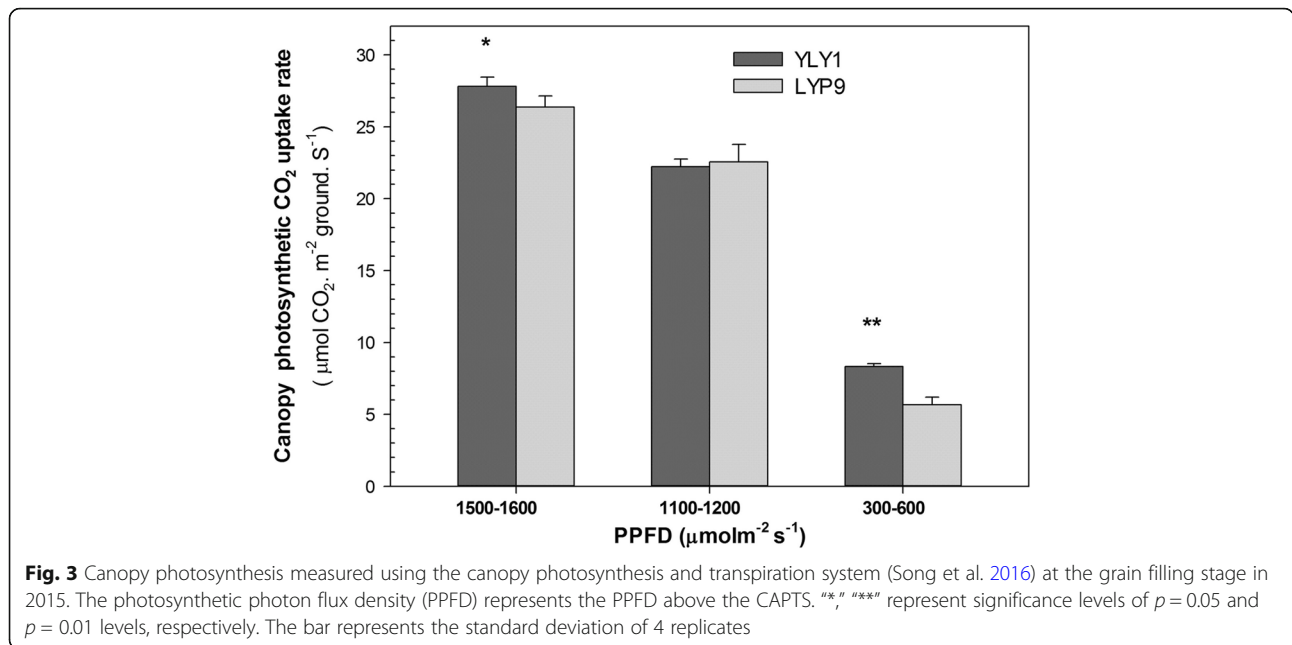 Canopy photosynthetic CO₂ uptake rate
( μmol CO₂. m⁻² ground. S⁻¹)
30
25
20
15
10
5
0
*
**
YLY1
LYP9
1500-1600
1100-1200
300-600
PPFD (μmolm⁻² s⁻¹)
Fig. 3 Canopy photosynthesis measured using the canopy photosynthesis and transpiration system (Song et al. 2016) at the grain filling stage in
2015. The photosynthetic photon flux density (PPFD) represents the PPFD above the CAPTS. “*,” “**” represent significance levels of p = 0.05 and
p = 0.01 levels, respectively. The bar represents the standard deviation of 4 replicates